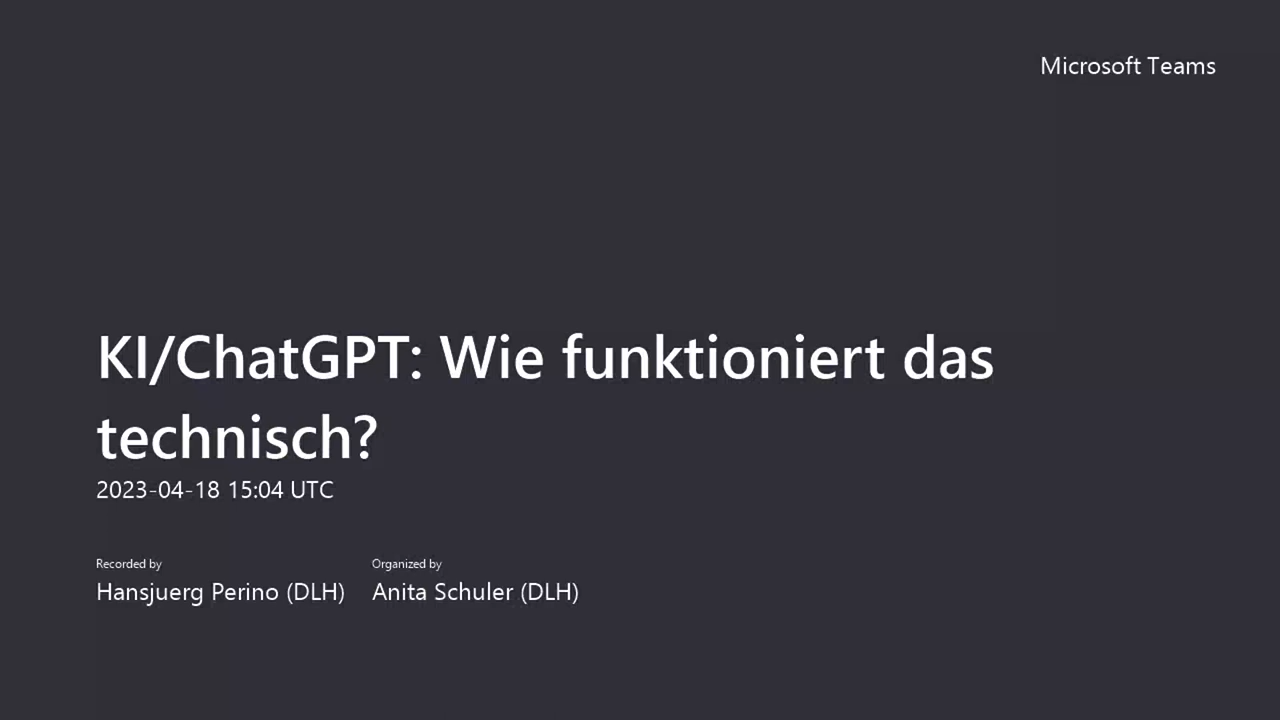 Microsoft Teams
KI/ChatGPT: Wie funktioniert das
technisch?
2023-04-18 15:04 UTC
Recorded by
Organized by
Hansjuerg Perino (DLH)
Anita Schuler (DLH)